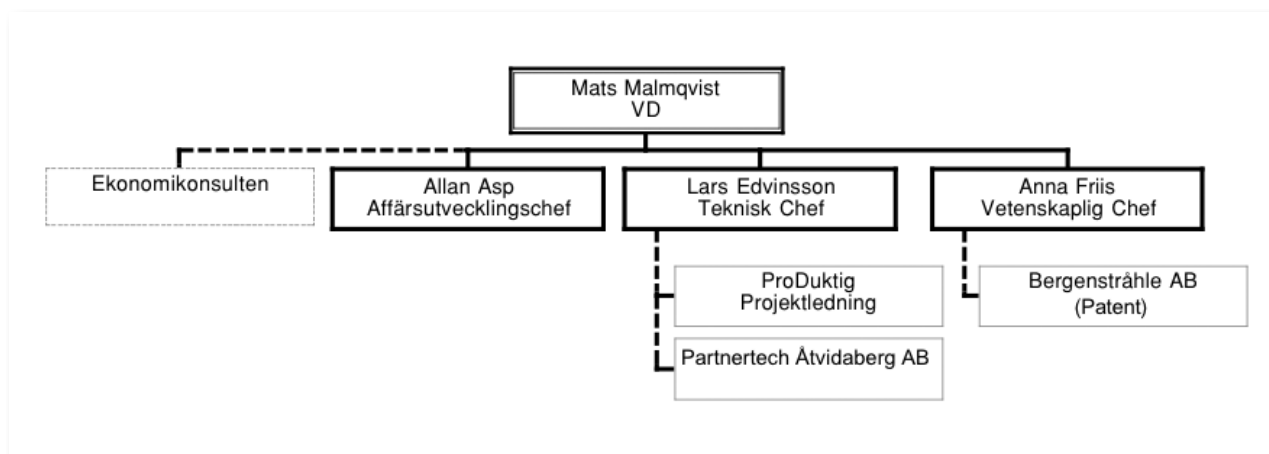 Mats Malmqvist
VD
Ekonomikonsulten
Allan Asp
Affärsutvecklingschef
Lars Edvinsson
Teknisk Chef
Anna Friis
Vetenskaplig Chef
ProDuktig
Projektledning
Bergenstråhle AB
(Patent)
Partnertech Åtvidaberg AB